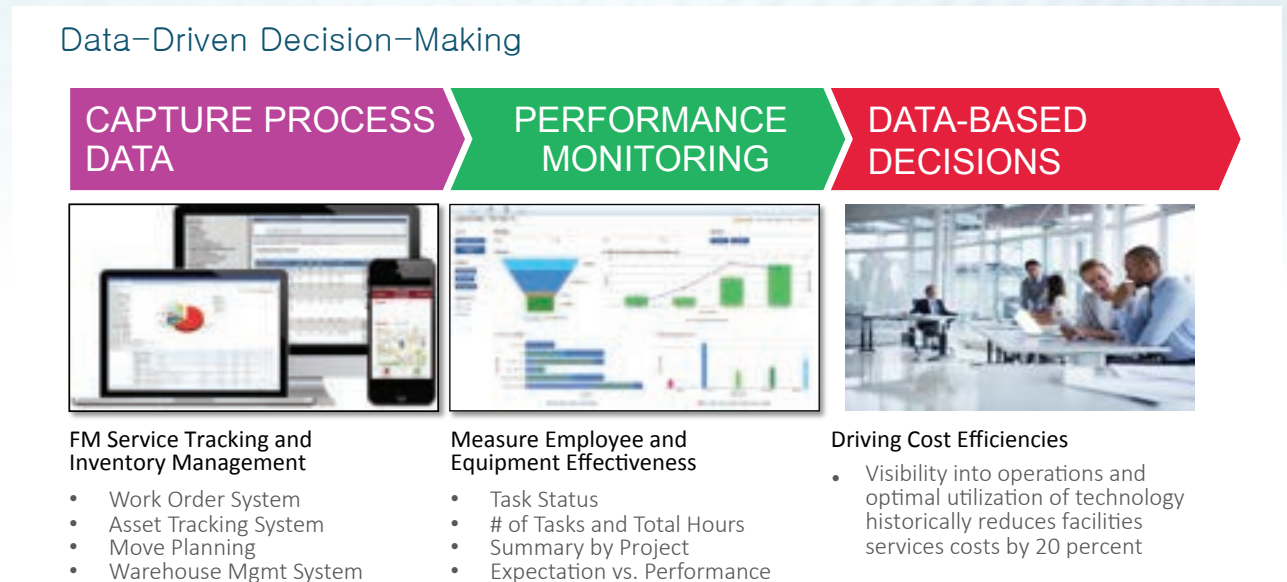 Data-Driven Decision-Making
CAPTURE PROCESS
DATA
PERFORMANCE
MONITORING
DATA-BASED
DECISIONS
FM Service Tracking and
Inventory Management
• Work Order System
• Asset Tracking System
• Move Planning
• Warehouse Mgmt System
Measure Employee and
Equipment Effectiveness
• Task Status
• # of Tasks and Total Hours
• Summary by Project
• Expectation vs. Performance
Driving Cost Efficiencies
• Visibility into operations and
optimal utilization of technology
historically reduces facilities
services costs by 20 percent